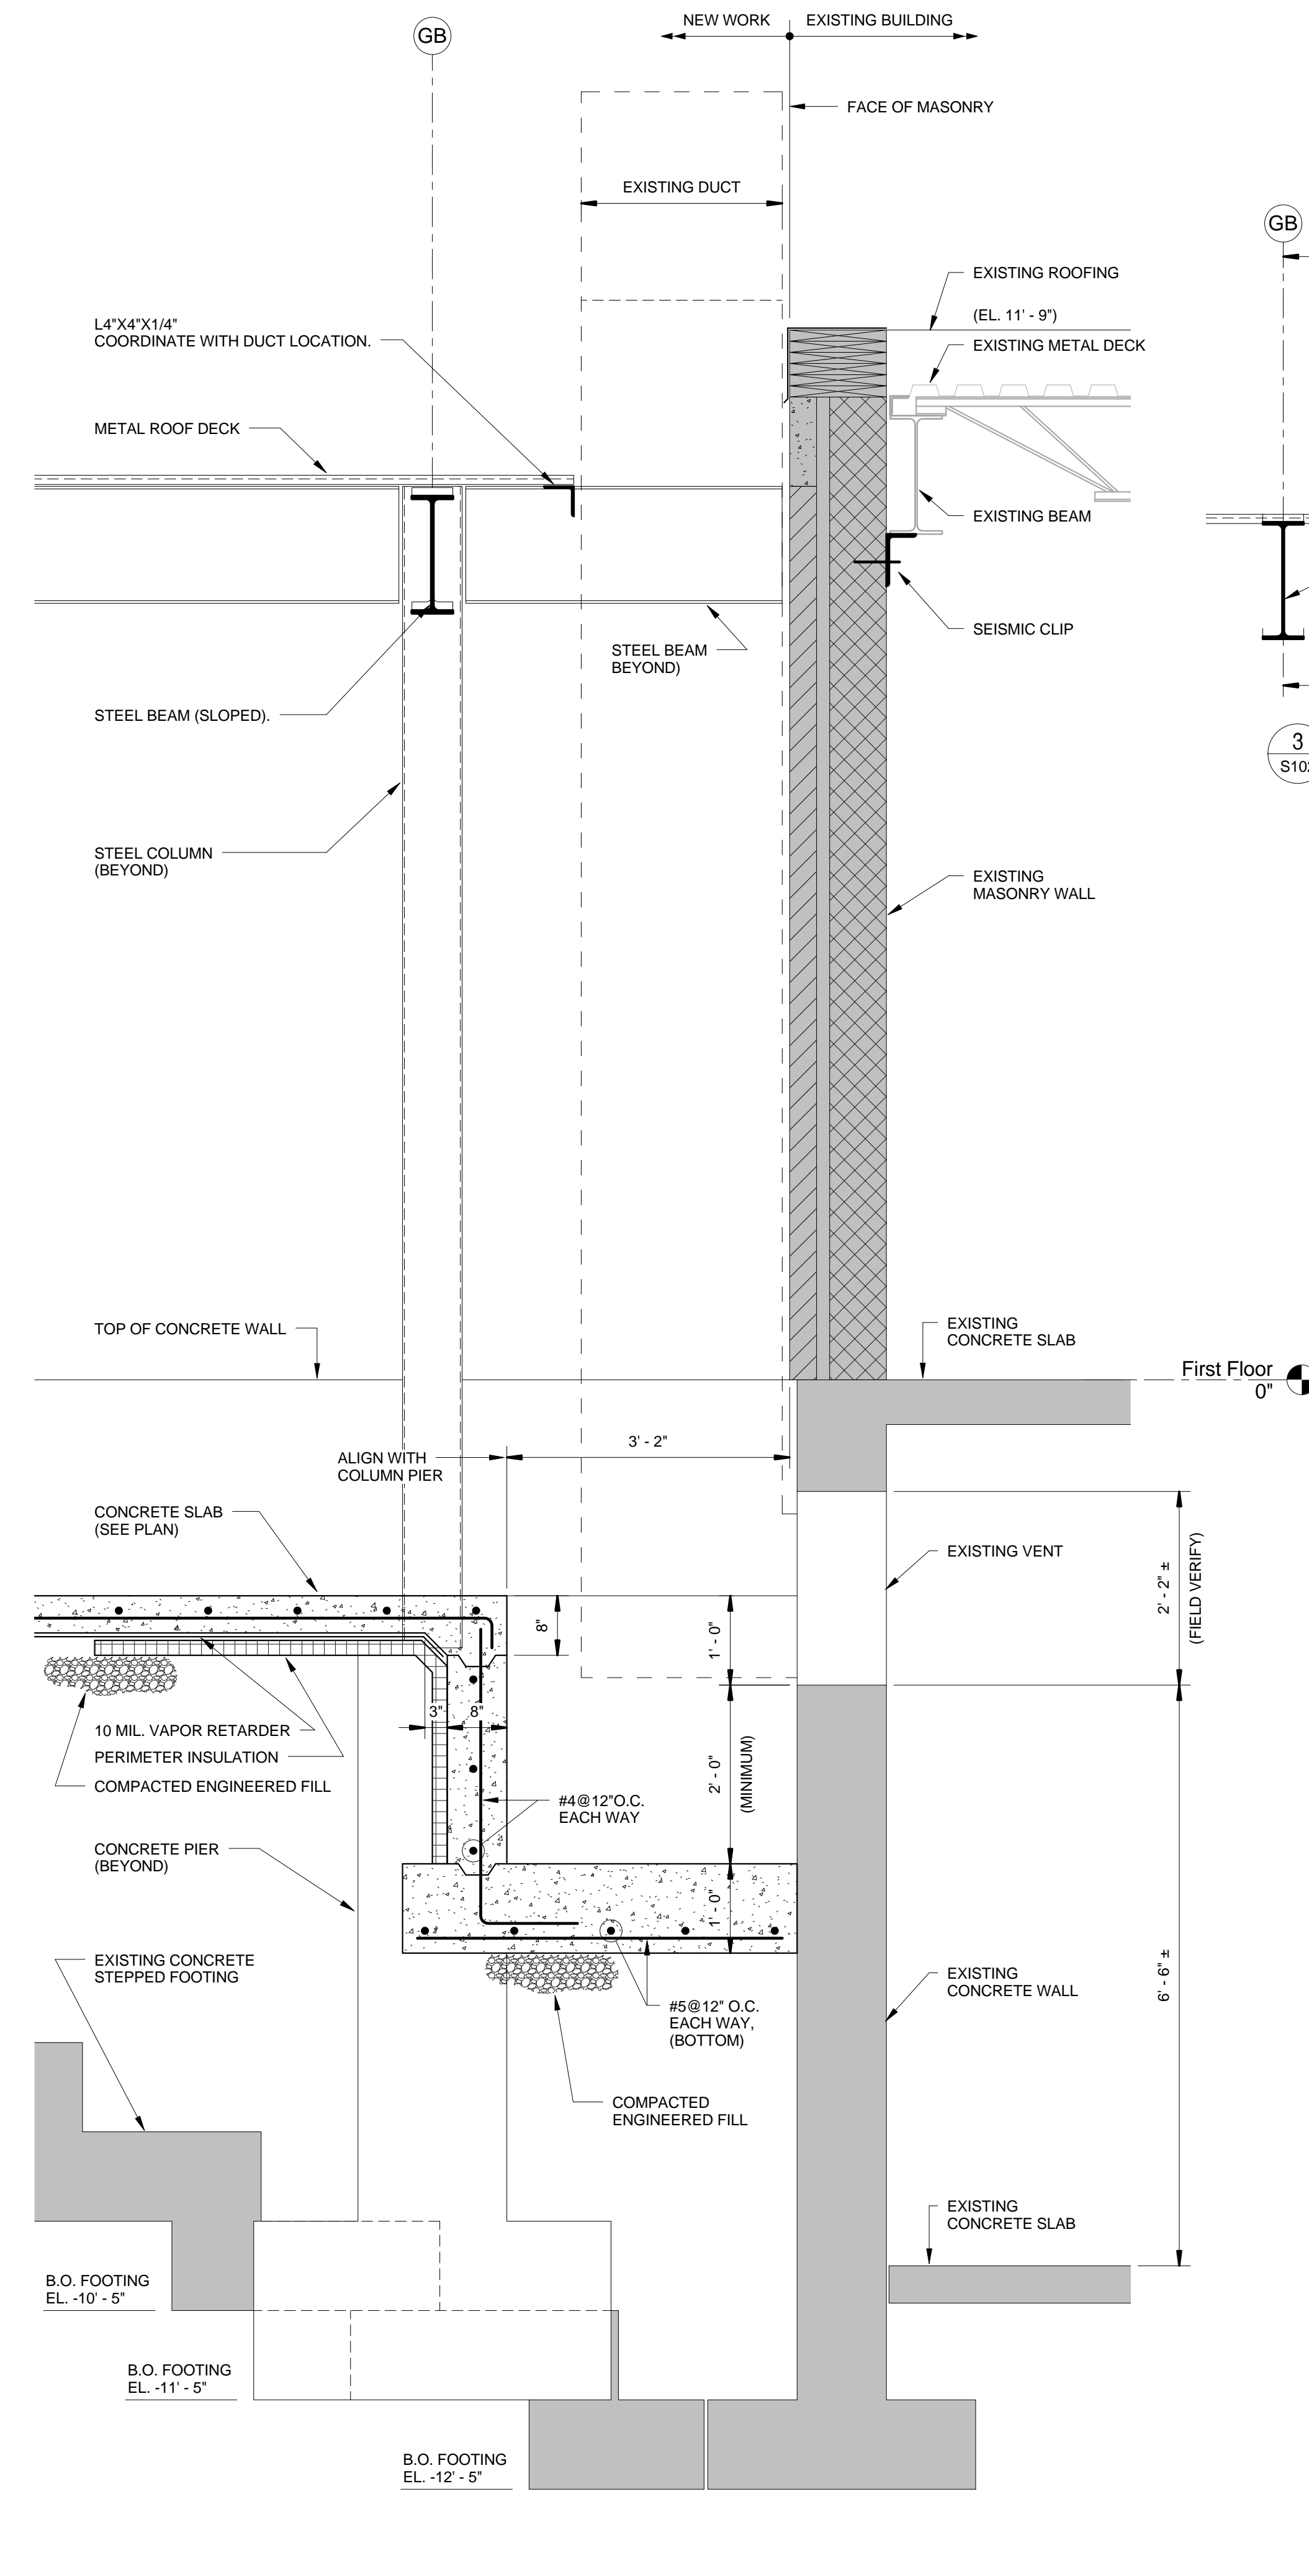 NEW WORK
EXISTING BUILDING
GB
FACE OF MASONRY
EXISTING DUCT
GB
EXISTING ROOFING
(EL. 11' - 9")
EXISTING METAL DECK
L4"X4"X1/4"
COORDINATE WITH DUCT LOCATION.
METAL ROOF DECK
EXISTING BEAM
SEISMIC CLIP
STEEL BEAM
BEYOND)
STEEL BEAM (SLOPED).
3
STEEL COLUMN
(BEYOND)
EXISTING
MASONRY WALL
TOP OF CONCRETE WALL
EXISTING
CONCRETE SLAB
First Floor
0"
3' - 2"
ALIGN WITH
COLUMN PIER
CONCRETE SLAB
(SEE PLAN)
EXISTING VENT
2' - 2" ±
(FIELD VERIFY)
8"
1' - 0"
3"
8"
10 MIL. VAPOR RETARDER
PERIMETER INSULATION
COMPACTED ENGINEERED FILL
2' - 0"
(MINIMUM)
#4@12"O.C.
EACH WAY
CONCRETE PIER
(BEYOND)
1' - 0"
EXISTING CONCRETE
STEPPED FOOTING
EXISTING
CONCRETE WALL
6' - 6" ±
#5@12" O.C.
EACH WAY,
(BOTTOM)
COMPACTED
ENGINEERED FILL
EXISTING
CONCRETE SLAB
B.O. FOOTING
EL. -10' - 5"
B.O. FOOTING
EL. -11' - 5"
B.O. FOOTING
EL. -12' - 5"